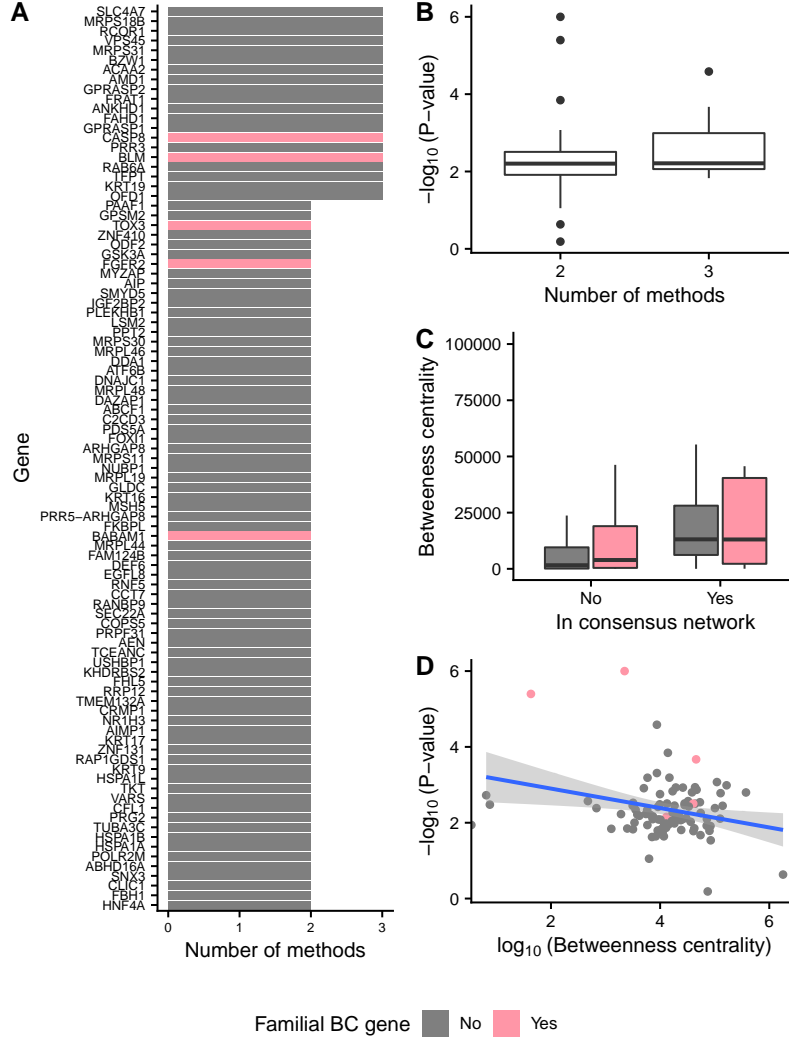 A
SLC4A7
MRPS18B
RCOR1
VPS45
MRPS31
BZW1
ACAA2
AMD1
GPRASP2
FRAT1
ANKHD1
FAHD1
GPRASP1
CASP8
PRR3
BLM
RAB6A
TFPT
KRT19
OFD1
PAAF1
GPSM2
TOX3
ZNF410
ODF2
GSK3A
FGFR2
MYZAP
AIP
SMYD5
IGF2BP2
PLEKHB1
LSM2
PPT2
MRPS30
MRPL46
DDA1
ATF6B
DNAJC1
MRPL48
DAZAP1
ABCF1
C2CD3
PDS5A
FOXI1
ARHGAP8
MRPS11
NUBP1
MRPL19
GLDC
KRT16
MSH5
PRR5−ARHGAP8
FKBPL
BABAM1
MRPL44
FAM124B
DEF6
EGFL8
RNF5
CCT7
RANBP9
SEC22A
COPS5
PRPF31
AEN
TCEANC
USHBP1
KHDRBS2
FHL5
RRP12
TMEM132A
CRMP1
NR1H3
AIMP1
KRT17
ZNF131
RAP1GDS1
KRT9
HSPA1L
TKT
VARS
CFL1
PRG2
TUBA3C
HSPA1B
HSPA1A
POLR2M
ABHD16A
SNX3
CLIC1
FBH1
HNF4A
Gene
0 1 2 3
Number of methods
B
6
4
2
0
−log10 (P−value)
2 3
Number of methods
C
100000
75000
50000
25000
0
Betweeness centrality
No Yes
In consensus network
D
6
4
2
0
−log10 (P−value)
2 4 6
log10 (Betweenness centrality)
Familial BC gene No Yes